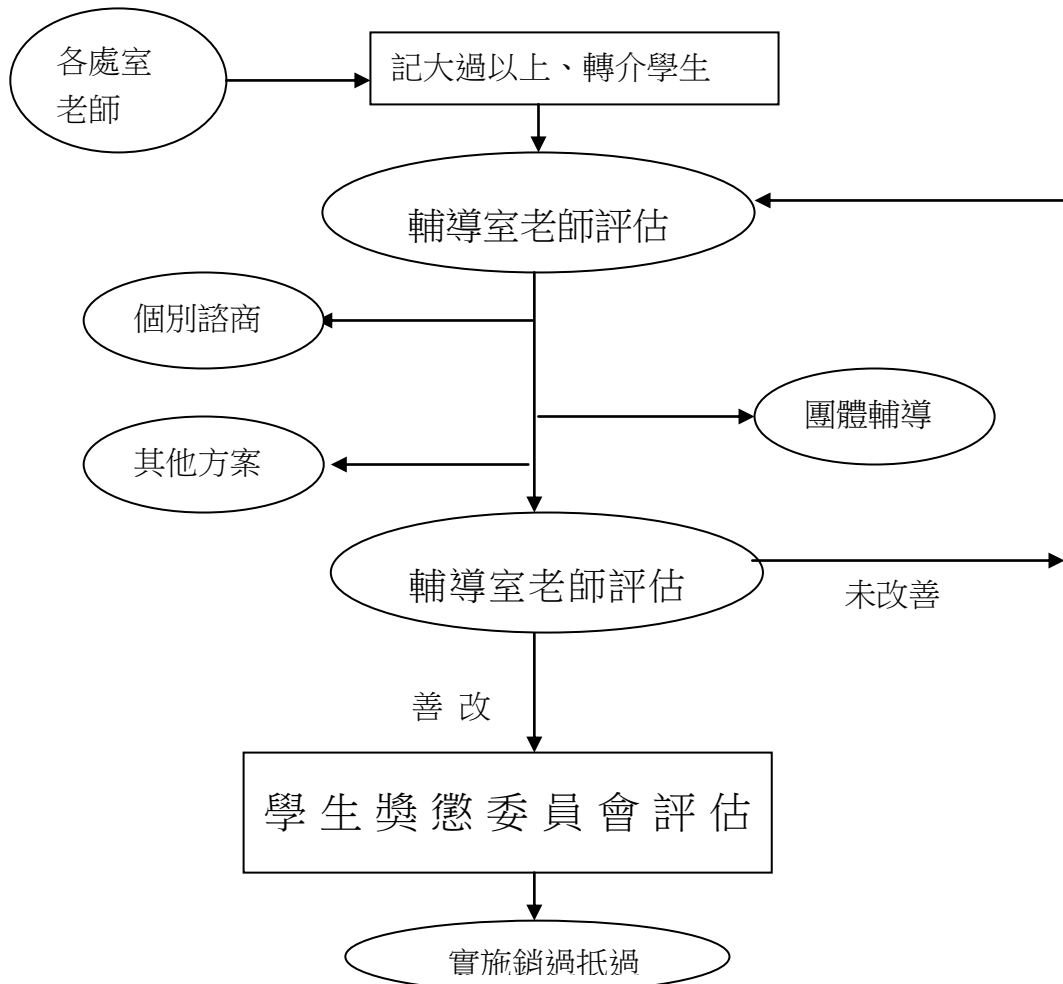 各處室
老師
記大過以上、轉介學生
輔導室老師評估
個別諮商
團體輔導
其他方案
輔導室老師評估
未改善
善 改
學 生 獎 懲 委 員 會 評 估
實施銷過抵過